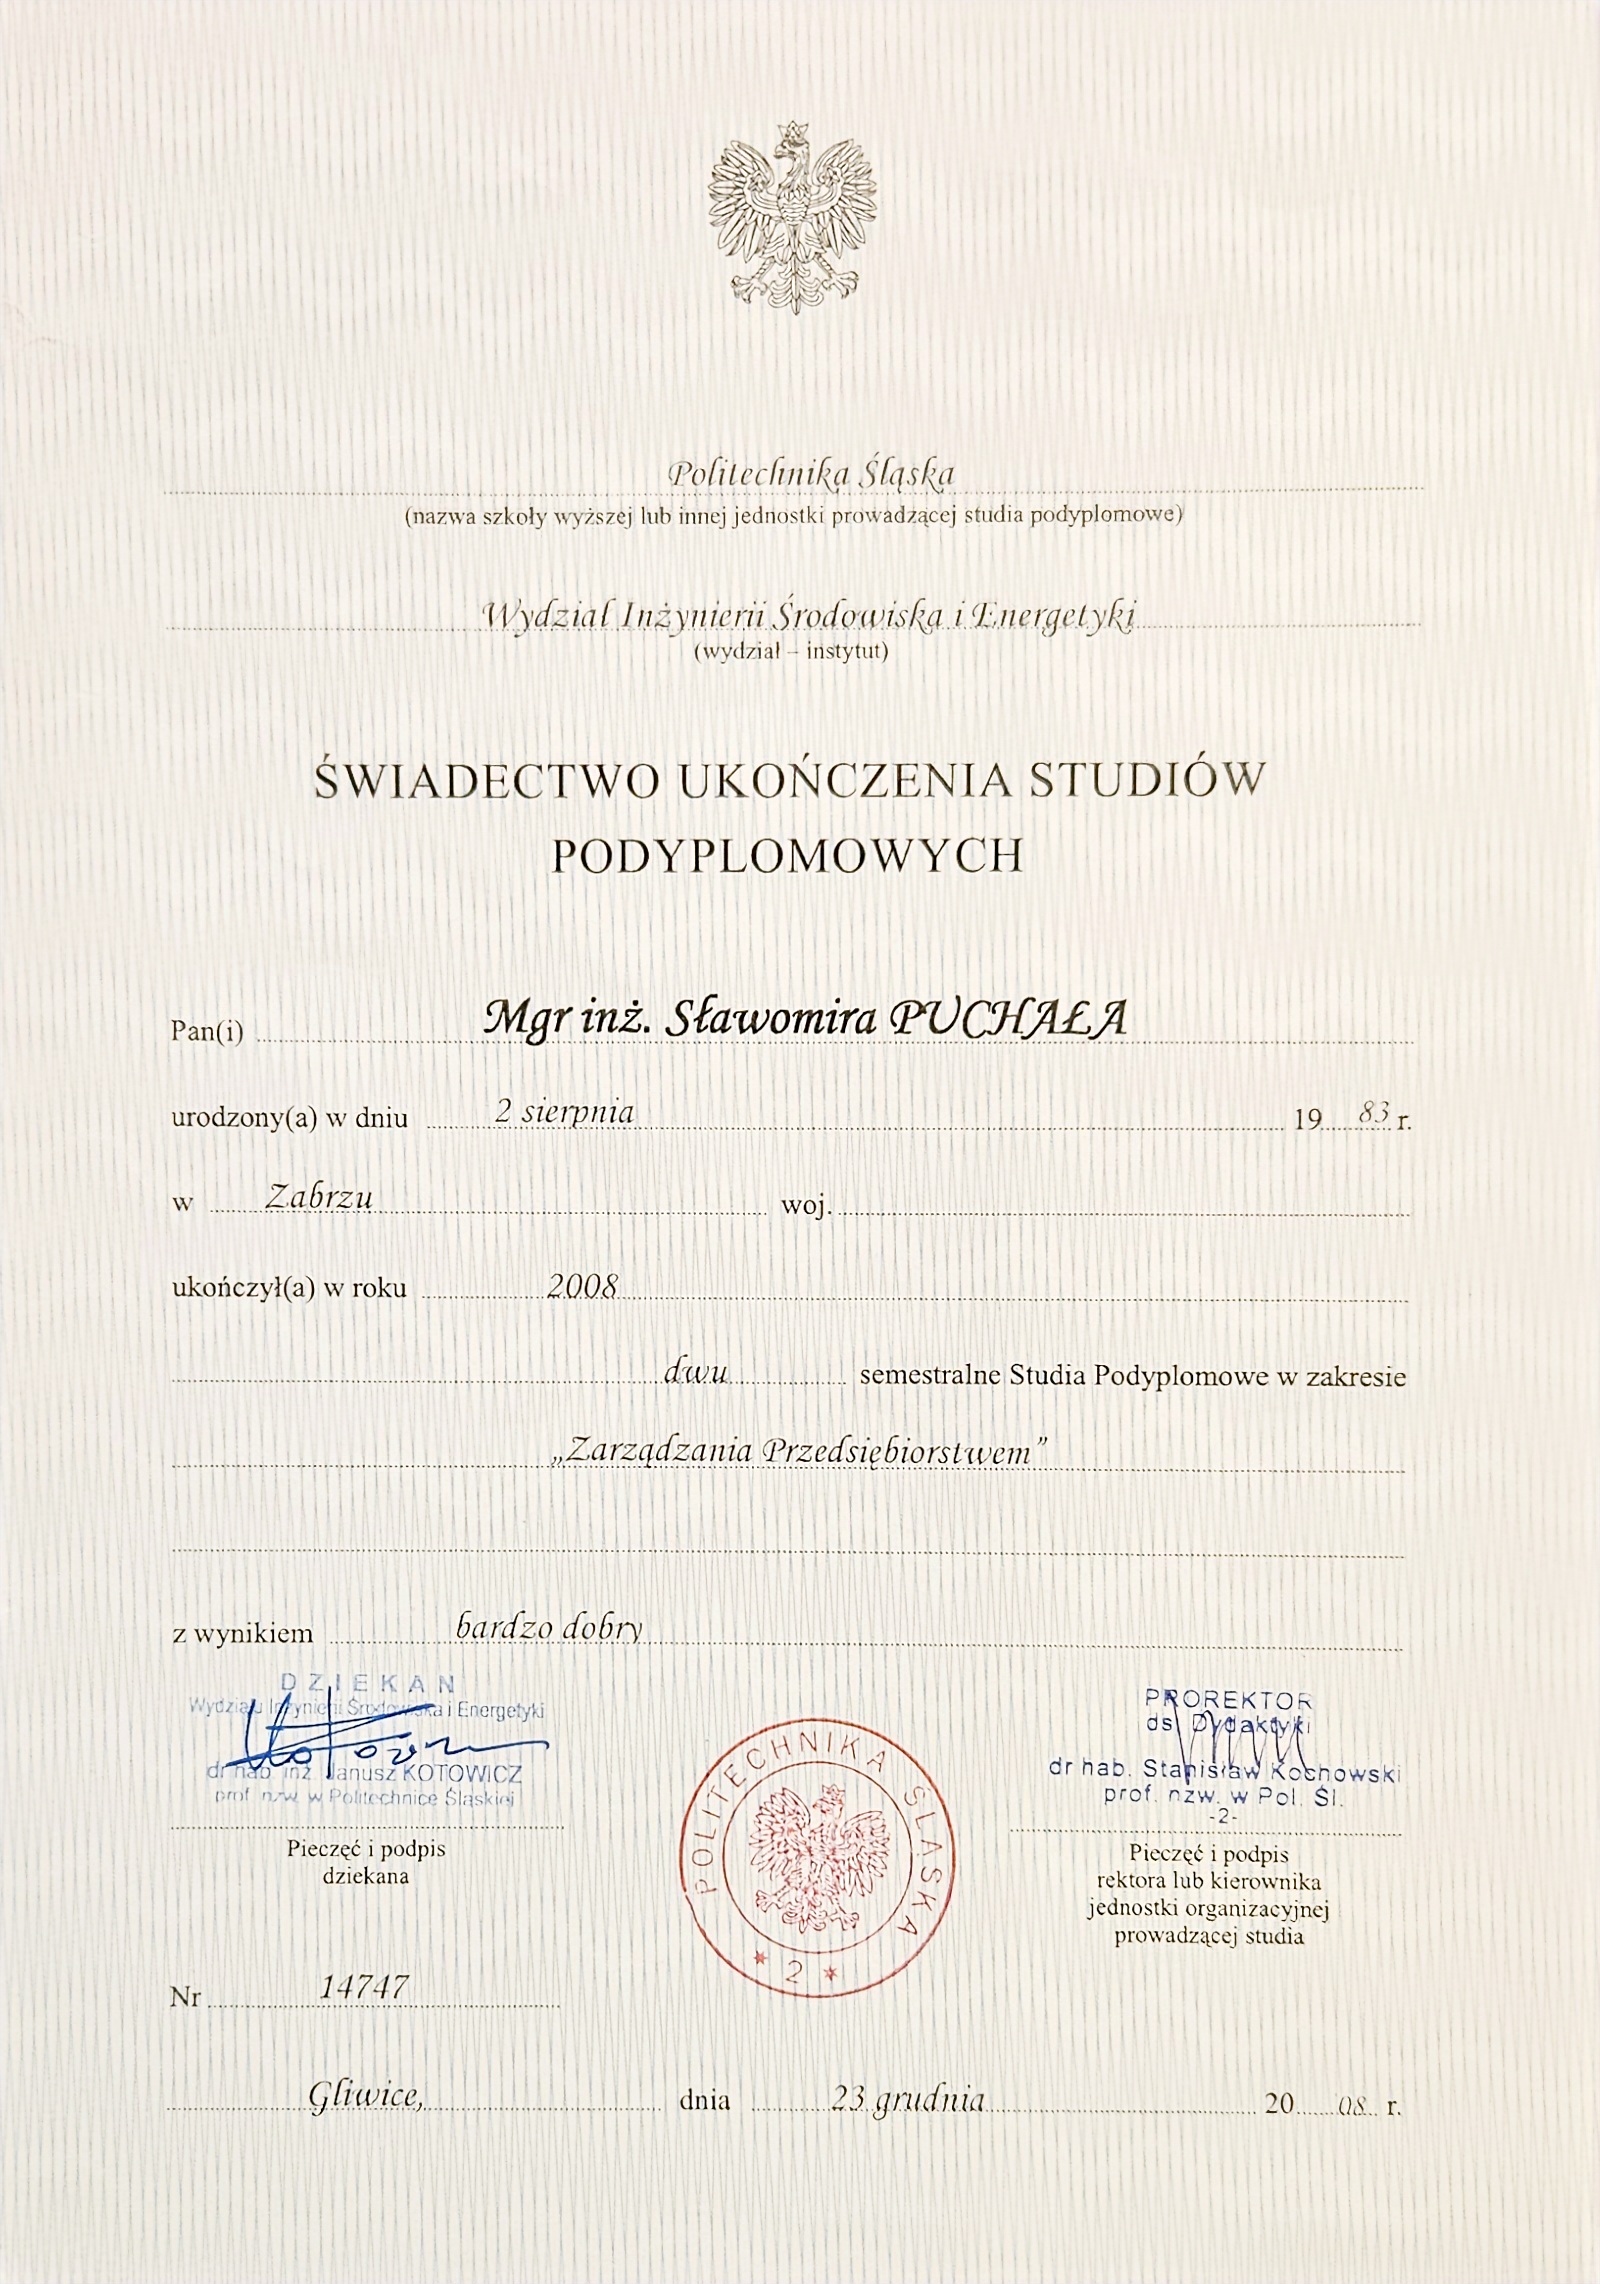 Politechnika Śląska
(nazwa szkoły wyższej lub innej jednostki prowadzącej studia podyplomowe)
Wydział Inżynierii Środowiska i Energetyki
(wydział – instytut)
ŚWIADECTWO UKOŃCZENIA STUDIÓW
PODYPLOMOWYCH
Pan(i) Mgr inż. Sławomira PUCHAŁA
urodzony(a) w dniu 2 sierpnia 19 83 r.
w Zabrzu woj.
ukończył(a) w roku 2008
dwu semestralne Studia Podyplomowe w zakresie
„Zarządzania Przedsiębiorstwem”
z wynikiem bardzo dobry
DZIEKAN
Wydziału Inżynierii Środowiska i Energetyki
dr hab. inż. Janusz KOTOWICZ
prof. nzw. w Politechnice Śląskiej
Pieczęć i podpis
dziekana
POLITECHNIKA ŚLĄSKA
* 2 *
PROREKTOR
ds. Dydaktyki
dr hab. Stanisław Kochowski
prof. nzw. w Pol. Śl.
-2-
Pieczęć i podpis
rektora lub kierownika
jednostki organizacyjnej
prowadzącej studia
Nr 14747
Gliwice, dnia 23 grudnia 20 08 r.